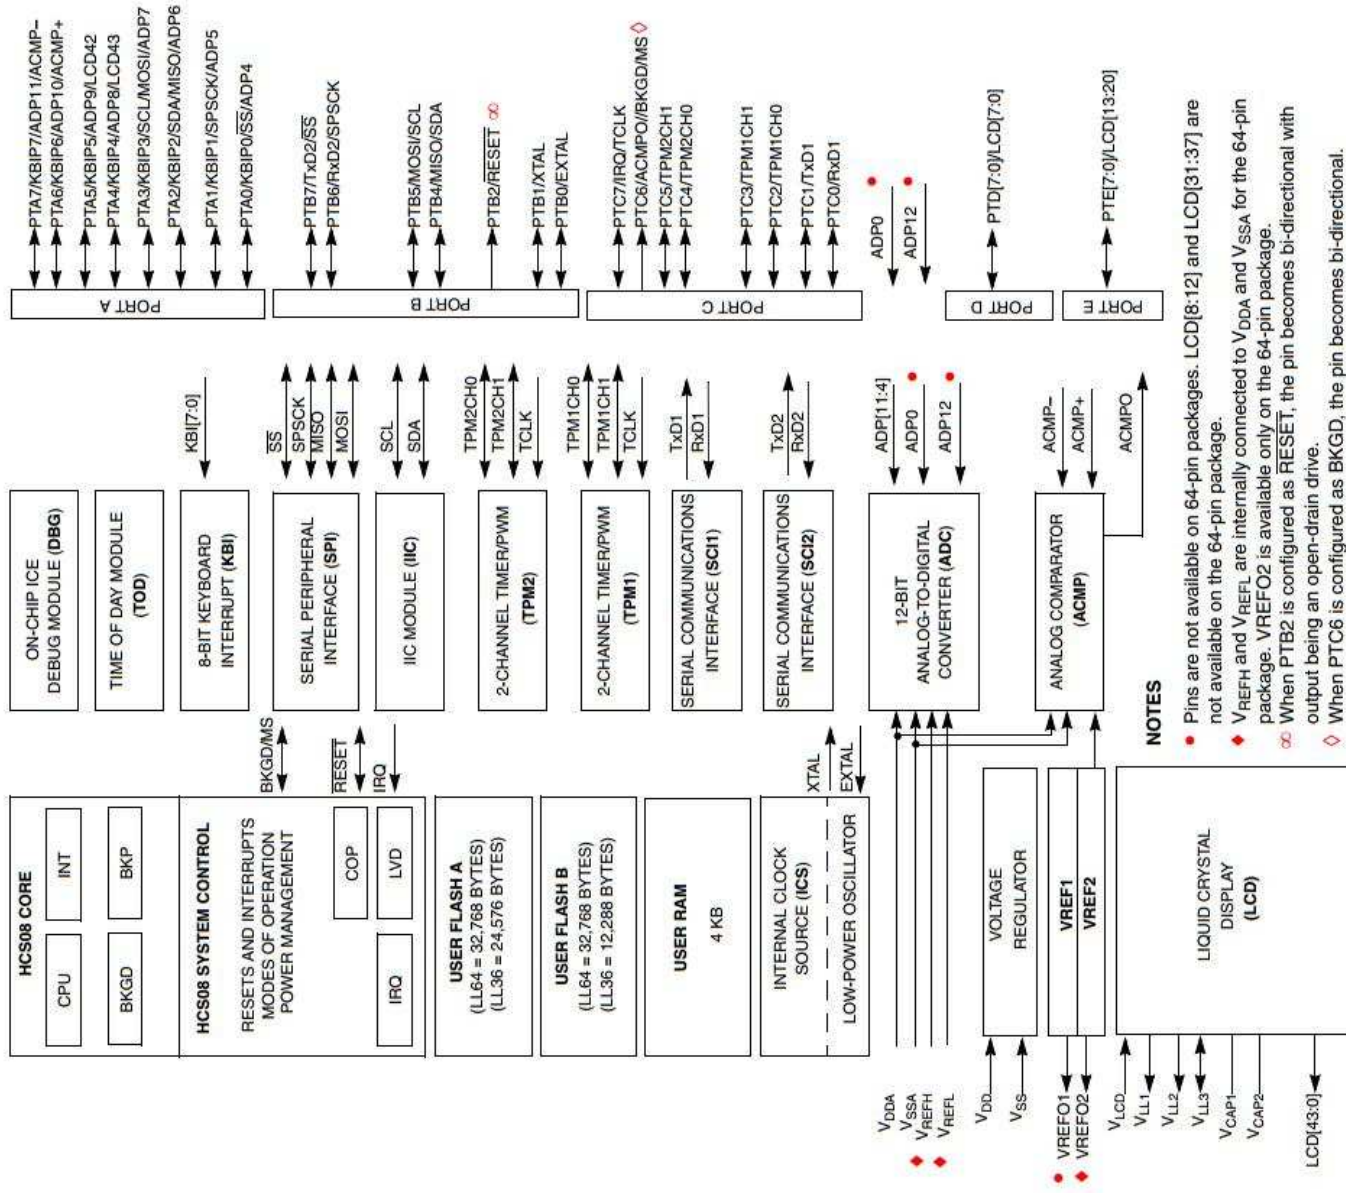 HCS08 CORE
CPU
INT
BKGD
BKP
HCS08 SYSTEM CONTROL
RESETS AND INTERRUPTS
MODES OF OPERATION
POWER MANAGEMENT
COP
IRQ
LVD
USER FLASH A
(LL64 = 32,768 BYTES)
(LL36 = 24,576 BYTES)
USER FLASH B
(LL64 = 32,768 BYTES)
(LL36 = 12,288 BYTES)
USER RAM
4 KB
INTERNAL CLOCK
SOURCE (ICS)
LOW-POWER OSCILLATOR
BKGD/MS
RESET
IRQ
XTAL
EXTAL
VDDA
VSSA
♦ VREFH
♦ VREFL
VDD
VSS
VOLTAGE
REGULATOR
● VREFO1
♦ VREFO2
VREF1
VREF2
VLCD
VLL1
VLL2
VLL3
VCAP1
VCAP2
LCD[43:0]
LIQUID CRYSTAL
DISPLAY
(LCD)
ON-CHIP ICE
DEBUG MODULE (DBG)
TIME OF DAY MODULE
(TOD)
8-BIT KEYBOARD
INTERRUPT (KBI)
KBI[7:0]
SERIAL PERIPHERAL
INTERFACE (SPI)
SS
SPSCK
MISO
MOSI
IIC MODULE (IIC)
SCL
SDA
2-CHANNEL TIMER/PWM
(TPM2)
TPM2CH0
TPM2CH1
TCLK
2-CHANNEL TIMER/PWM
(TPM1)
TPM1CH0
TPM1CH1
TCLK
SERIAL COMMUNICATIONS
INTERFACE (SCI1)
TxD1
RxD1
SERIAL COMMUNICATIONS
INTERFACE (SCI2)
TxD2
RxD2
12-BIT
ANALOG-TO-DIGITAL
CONVERTER (ADC)
ADP[11:4]
ADP0 ●
ADP12 ●
ANALOG COMPARATOR
(ACMP)
ACMP–
ACMP+
ACMPO
PORT A
PTA7/KBIP7/ADP11/ACMP–
PTA6/KBIP6/ADP10/ACMP+
PTA5/KBIP5/ADP9/LCD42
PTA4/KBIP4/ADP8/LCD43
PTA3/KBIP3/SCL/MOSI/ADP7
PTA2/KBIP2/SDA/MISO/ADP6
PTA1/KBIP1/SPSCK/ADP5
PTA0/KBIP0/SS/ADP4
PORT B
PTB7/TxD2/SS
PTB6/RxD2/SPSCK
PTB5/MOSI/SCL
PTB4/MISO/SDA
PTB2/RESET ∞
PTB1/XTAL
PTB0/EXTAL
PORT C
PTC7/IRQ/TCLK
PTC6/ACMPO//BKGD/MS ◊
PTC5/TPM2CH1
PTC4/TPM2CH0
PTC3/TPM1CH1
PTC2/TPM1CH0
PTC1/TxD1
PTC0/RxD1
ADP0 ●
ADP12 ●
PORT D
PTD[7:0]/LCD[7:0]
PORT E
PTE[7:0]/LCD[13:20]
NOTES
● Pins are not available on 64-pin packages. LCD[8:12] and LCD[31:37] are
not available on the 64-pin package.
♦ VREFH and VREFL are internally connected to VDDA and VSSA for the 64-pin
package. VREFO2 is available only on the 64-pin package.
∞ When PTB2 is configured as RESET, the pin becomes bi-directional with
output being an open-drain drive.
◊ When PTC6 is configured as BKGD, the pin becomes bi-directional.